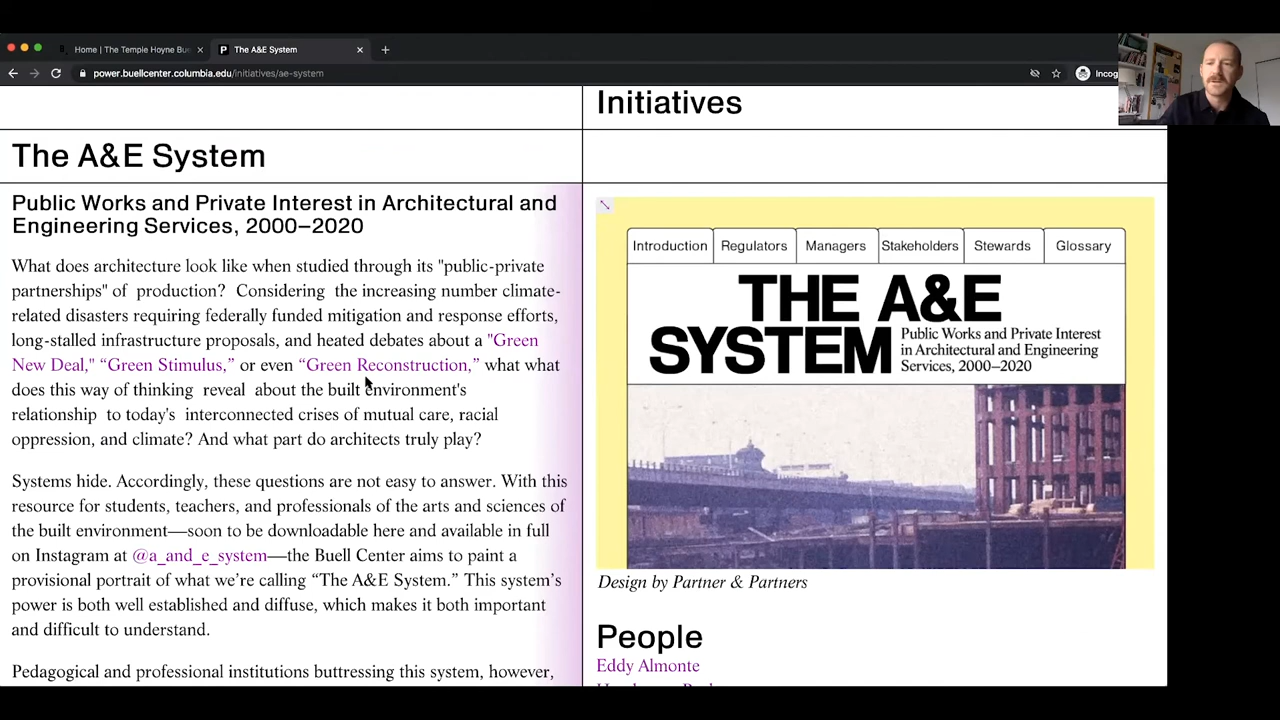 Home | The Temple Hoyne Bue
The A&E System
power.buellcenter.columbia.edu/initiatives/ae-system
Incog
Initiatives
The A&E System
Public Works and Private Interest in Architectural and
Engineering Services, 2000–2020
What does architecture look like when studied through its "public-private
partnerships" of production? Considering the increasing number climate-
related disasters requiring federally funded mitigation and response efforts,
long-stalled infrastructure proposals, and heated debates about a "Green
New Deal," “Green Stimulus,” or even “Green Reconstruction,” what what
does this way of thinking reveal about the built environment's
relationship to today's interconnected crises of mutual care, racial
oppression, and climate? And what part do architects truly play?
Systems hide. Accordingly, these questions are not easy to answer. With this
resource for students, teachers, and professionals of the arts and sciences of
the built environment—soon to be downloadable here and available in full
on Instagram at @a_and_e_system—the Buell Center aims to paint a
provisional portrait of what we’re calling “The A&E System.” This system’s
power is both well established and diffuse, which makes it both important
and difficult to understand.
Pedagogical and professional institutions buttressing this system, however,
Introduction
Regulators
Managers
Stakeholders
Stewards
Glossary
THE A&E
SYSTEM
Public Works and Private Interest
in Architectural and Engineering
Services, 2000–2020
Design by Partner & Partners
People
Eddy Almonte